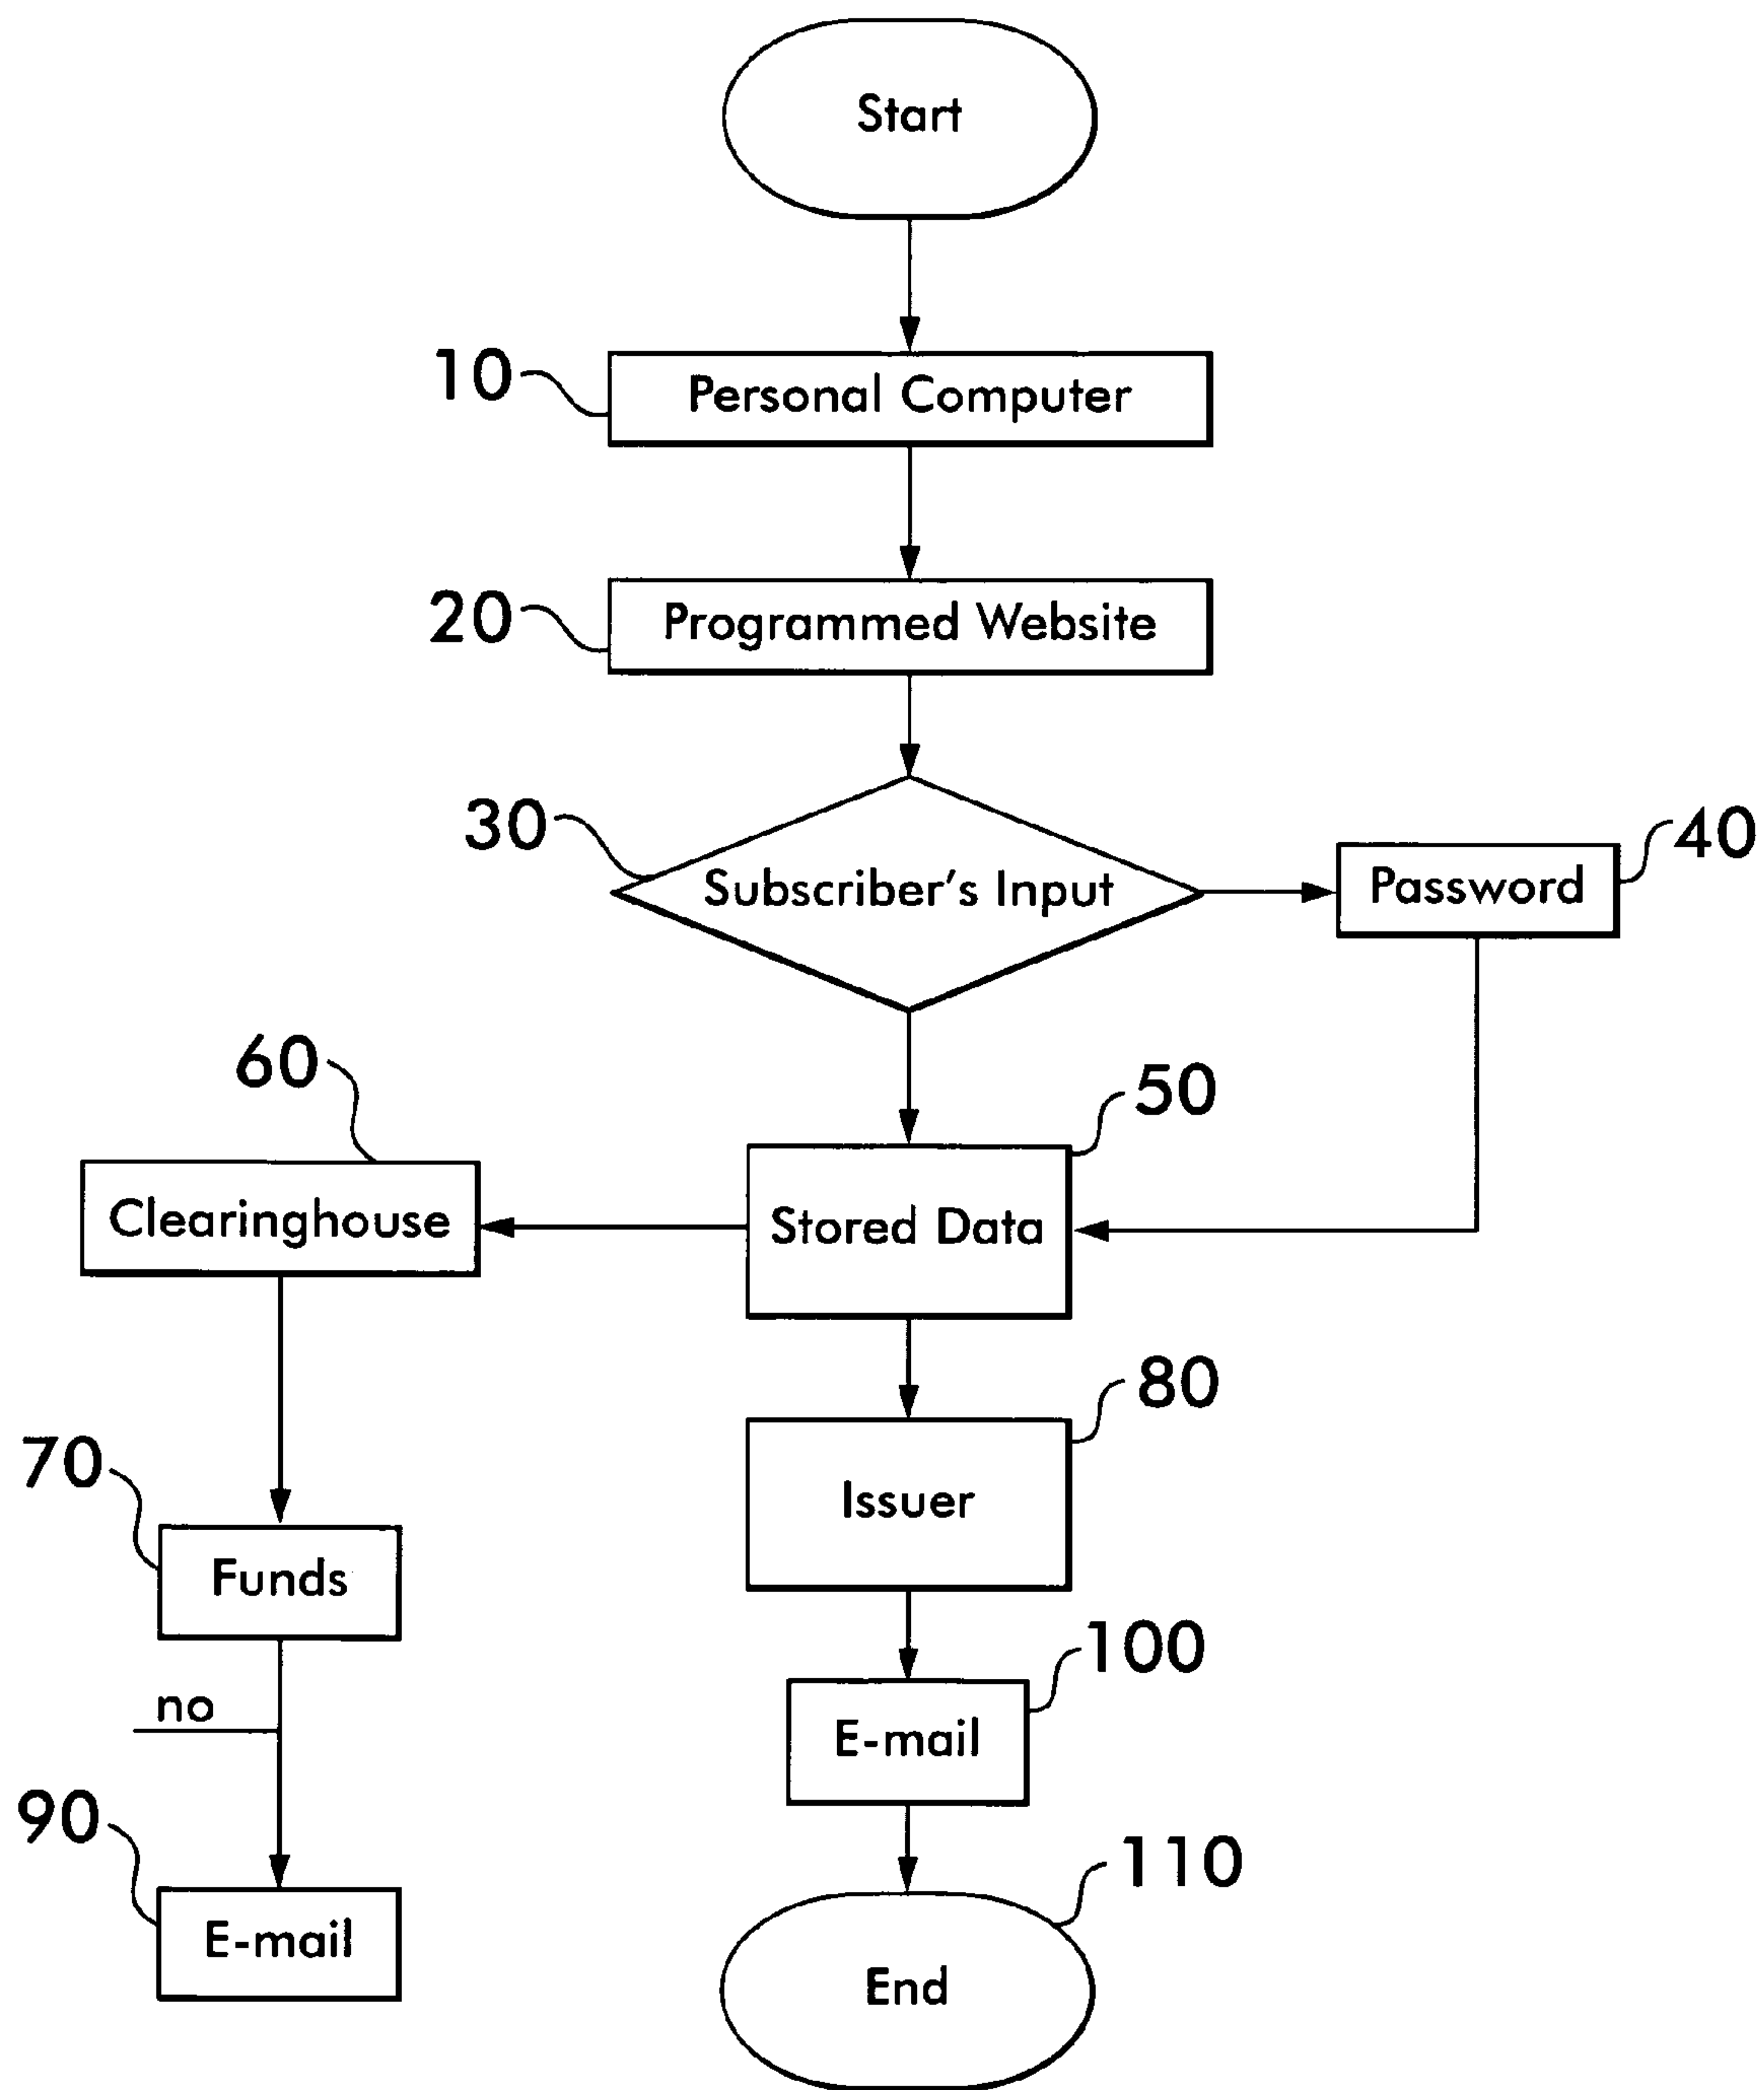 Start
10
Personal Computer
20
Programmed Website
30
Subscriber's Input
40
Password
60
50
Clearinghouse
Stored Data
80
70
Issuer
Funds
100
no
E-mail
90
110
E-mail
End